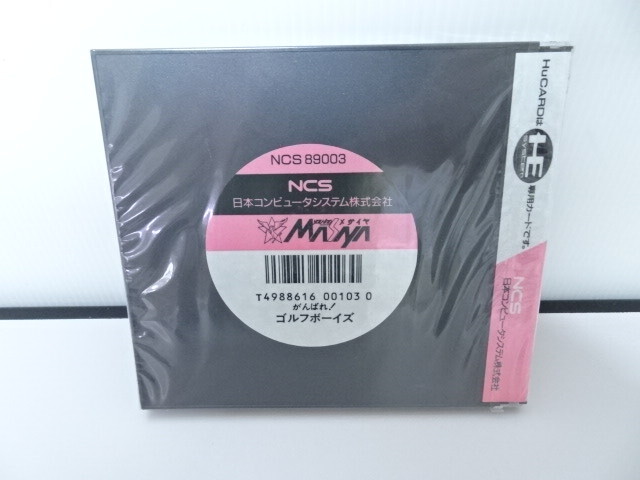 NCS 89003
NCS
日本コンピュータシステム株式会社
メサイヤ
MASAYA
T4988616 00103 0
がんばれ!
ゴルフボーイズ
HuCARDは
HE
SYSTEM
専用カードです。
NCS
日本コンピュータシステム株式会社